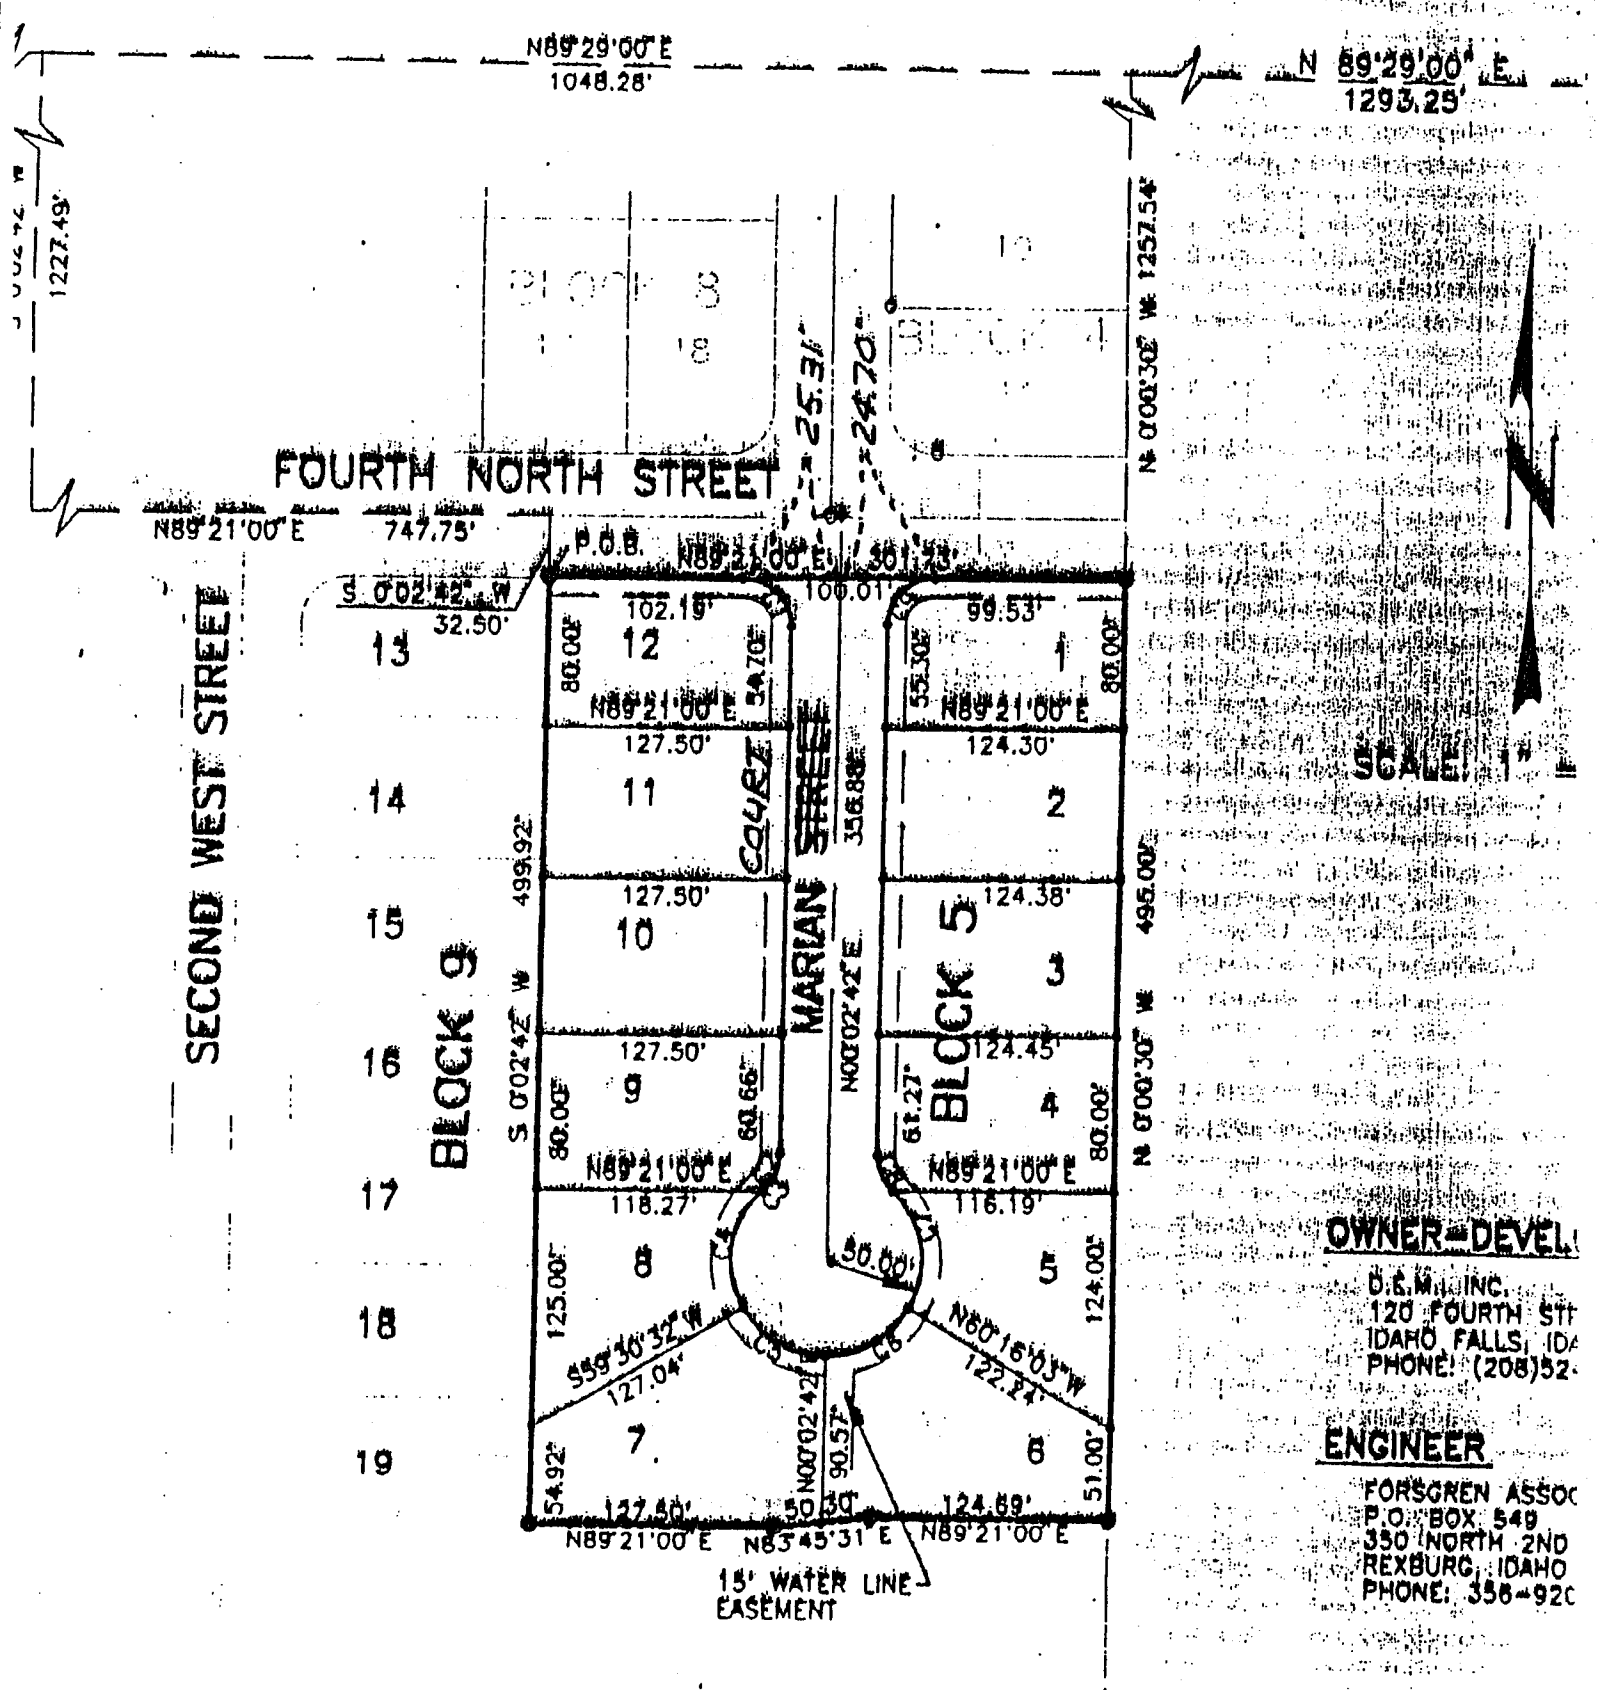 N89°29'00" E
1048.28'
N 89°29'00" E
1293.25'
1227.49'
N 0°00'30" W 1257.54'
10
BLOCK 8
18
BLOCK 4
25.31'
24.70'
FOURTH NORTH STREET
N89°21'00" E
747.75'
P.O.B.
N89°21'00" E 301.73'
100.01'
S 0°02'42" W
32.50'
102.19'
99.53'
13
12
1
80.00'
54.70'
55.30'
80.00'
N89°21'00" E
127.50'
N89°21'00" E
124.30'
SECOND WEST STREET
14
11
2
COURT
MARIAN STREET
356.88'
N00°02'42" E
SCALE: 1" =
127.50'
124.38'
499.92'
S 0°02'42" W
495.00'
N 0°00'30" W
15
10
3
BLOCK 9
BLOCK 5
127.50'
124.45'
16
9
4
80.00'
60.66'
61.27'
80.00'
N89°21'00" E
118.27'
N89°21'00" E
116.19'
17
C4
50.00'
8
5
125.00'
124.00'
18
S59°30'32" W
127.04'
N60°16'03" W
122.24'
C5
C6
N00°02'42"
90.57'
19
7
6
54.92'
51.00'
127.50'
50.30'
124.69'
N89°21'00" E
N83°45'31" E
N89°21'00" E
15' WATER LINE
EASEMENT
OWNER-DEVEL
D.E.M., INC.
120 FOURTH ST
IDAHO FALLS, IDA
PHONE: (208)52
ENGINEER
FORSGREN ASSOC
P.O. BOX 549
350 NORTH 2ND
REXBURG, IDAHO
PHONE: 356-920